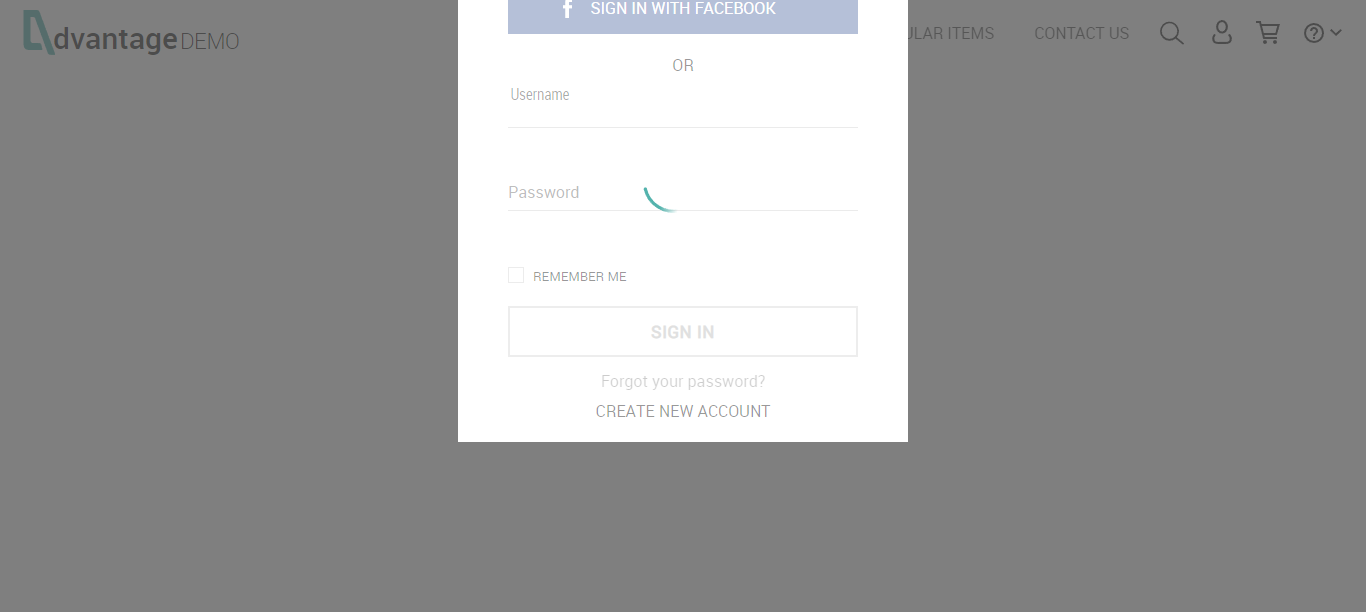 SIGN IN WITH FACEBOOK
dvantage DEMO
ULAR ITEMS
CONTACT US
OR
Username
Password
REMEMBER ME
SIGN IN
Forgot your password?
CREATE NEW ACCOUNT